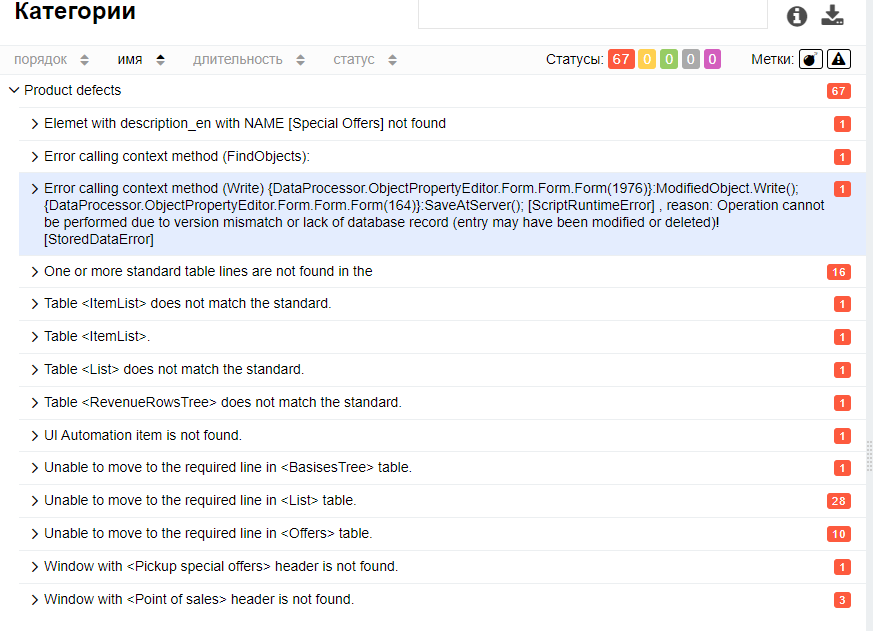 Категории
порядок имя длительность статус Статусы: 67 0 0 0 0 Метки:
Product defects 67
Elemet with description_en with NAME [Special Offers] not found 1
Error calling context method (FindObjects): 1
Error calling context method (Write) {DataProcessor.ObjectPropertyEditor.Form.Form.Form(1976)}:ModifiedObject.Write(); 1
{DataProcessor.ObjectPropertyEditor.Form.Form.Form(164)}:SaveAtServer(); [ScriptRuntimeError] , reason: Operation cannot
be performed due to version mismatch or lack of database record (entry may have been modified or deleted)!
[StoredDataError]
One or more standard table lines are not found in the 16
Table <ItemList> does not match the standard. 1
Table <ItemList>. 1
Table <List> does not match the standard. 1
Table <RevenueRowsTree> does not match the standard. 1
UI Automation item is not found. 1
Unable to move to the required line in <BasisesTree> table. 1
Unable to move to the required line in <List> table. 28
Unable to move to the required line in <Offers> table. 10
Window with <Pickup special offers> header is not found. 1
Window with <Point of sales> header is not found. 3